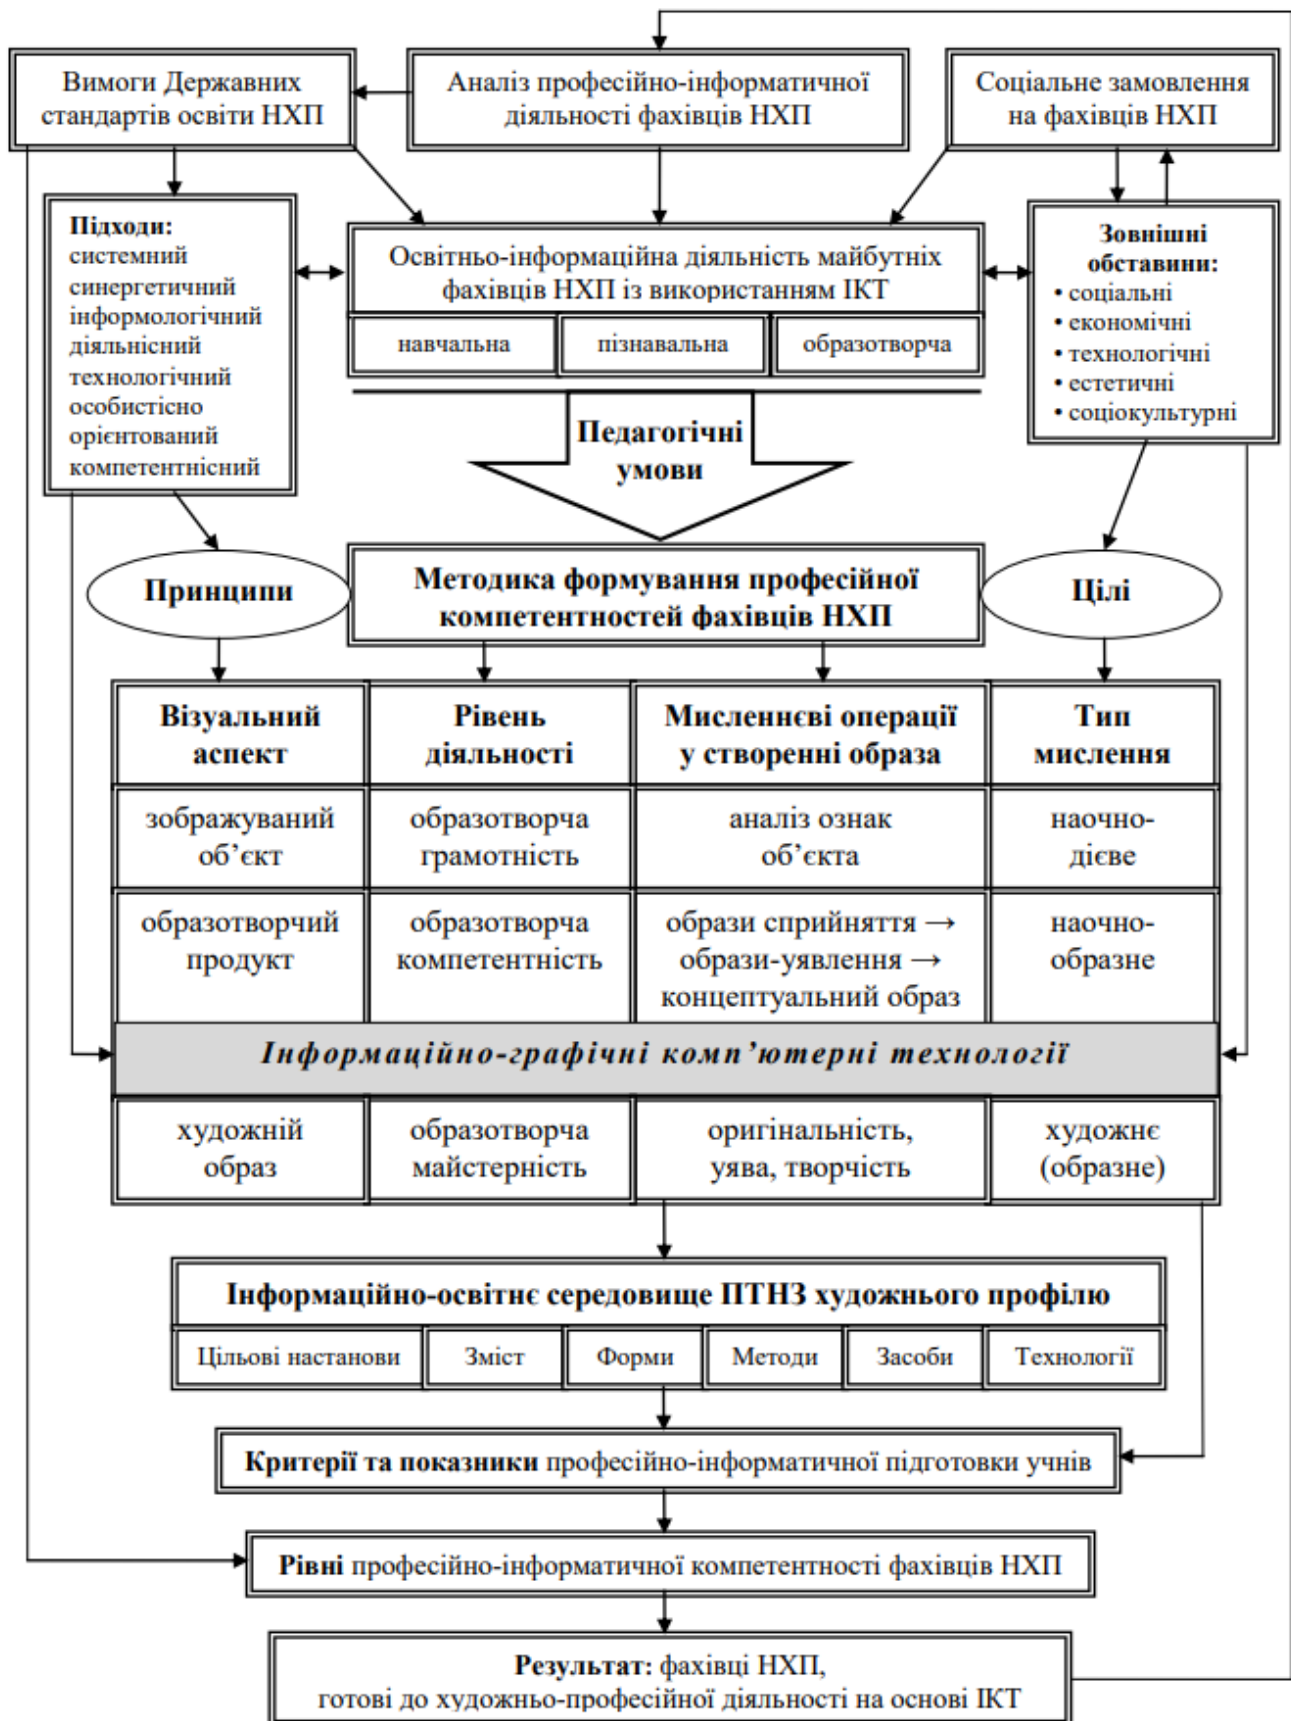 Вимоги Державних
стандартів освіти НХП
Аналіз професійно-інформатичної
діяльності фахівців НХП
Соціальне замовлення
на фахівців НХП
Підходи:
системний
синергетичний
інформологічний
діяльнісний
технологічний
особистісно
орієнтований
компетентнісний
Освітньо-інформаційна діяльність майбутніх
фахівців НХП із використанням ІКТ
навчальна
пізнавальна
образотворча
Зовнішні
обставини:
• соціальні
• економічні
• технологічні
• естетичні
• соціокультурні
Педагогічні
умови
Принципи
Методика формування професійної
компетентностей фахівців НХП
Цілі
Візуальний
аспект
Рівень
діяльності
Мисленнєві операції
у створенні образа
Тип
мислення
зображуваний
об’єкт
образотворча
грамотність
аналіз ознак
об’єкта
наочно-
дієве
образотворчий
продукт
образотворча
компетентність
образи сприйняття →
образи-уявлення →
концептуальний образ
наочно-
образне
Інформаційно-графічні комп’ютерні технології
художній
образ
образотворча
майстерність
оригінальність,
уява, творчість
художнє
(образне)
Інформаційно-освітнє середовище ПТНЗ художнього профілю
Цільові настанови
Зміст
Форми
Методи
Засоби
Технології
Критерії та показники професійно-інформатичної підготовки учнів
Рівні професійно-інформатичної компетентності фахівців НХП
Результат: фахівці НХП,
готові до художньо-професійної діяльності на основі ІКТ